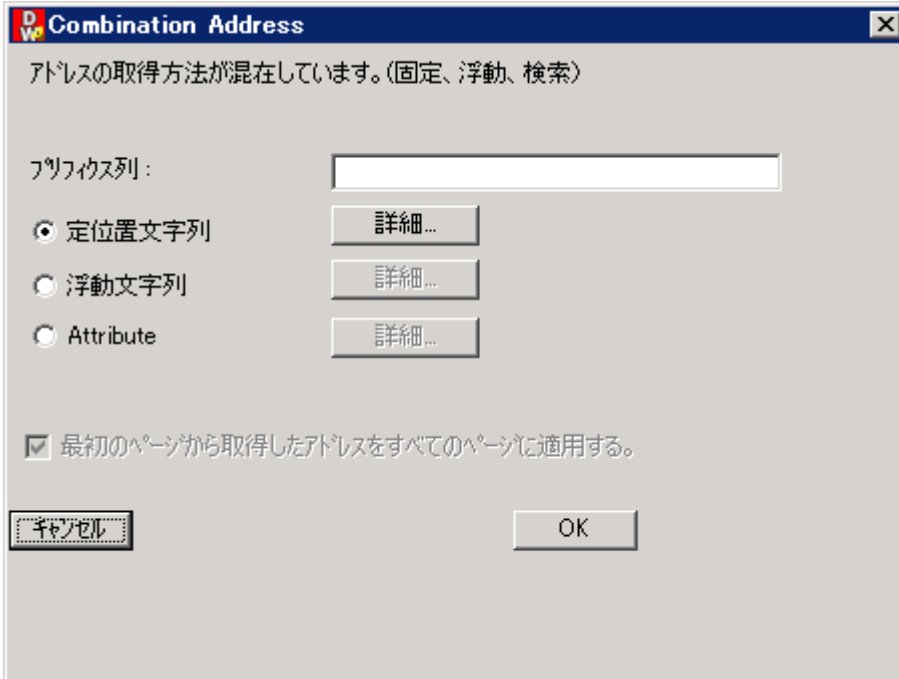 Combination Address
ｱﾄﾞﾚｽの取得方法が混在しています。(固定、浮動、検索)
ﾌﾟﾘﾌｨｸｽ列：
定位置文字列 詳細...
浮動文字列 詳細...
Attribute 詳細...
最初のﾍﾟｰｼﾞから取得したｱﾄﾞﾚｽをすべてのﾍﾟｰｼﾞに適用する。
ｷｬﾝｾﾙ OK